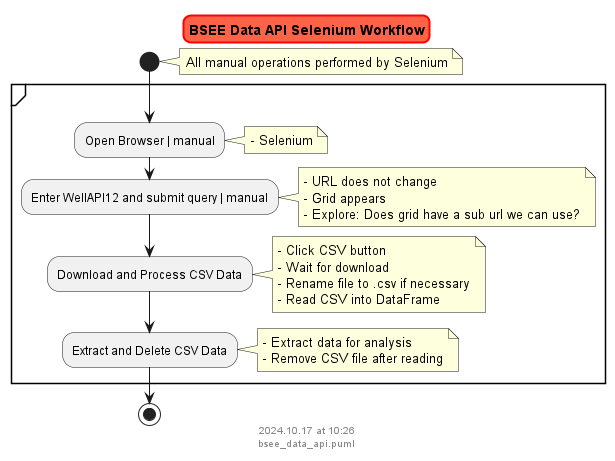 BSEE Data API Selenium Workflow
All manual operations performed by Selenium
Open Browser | manual
- Selenium
Enter WellAPI12 and submit query | manual
- URL does not change
- Grid appears
- Explore: Does grid have a sub url we can use?
Download and Process CSV Data
- Click CSV button
- Wait for download
- Rename file to .csv if necessary
- Read CSV into DataFrame
Extract and Delete CSV Data
- Extract data for analysis
- Remove CSV file after reading
2024.10.17 at 10:26
bsee_data_api.puml